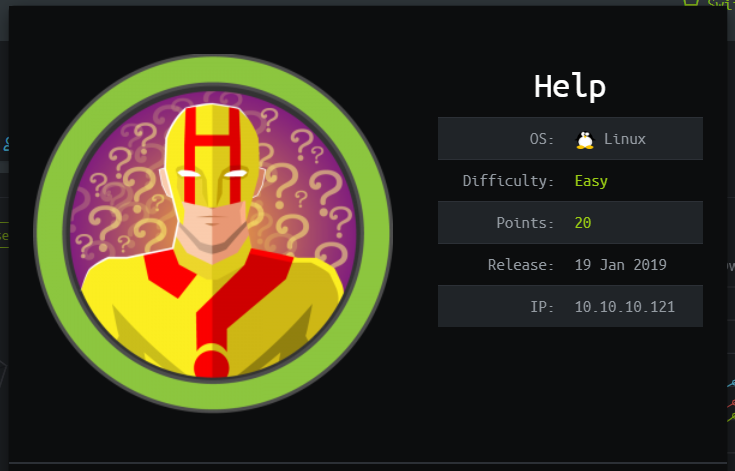 Help
OS: Linux
Difficulty: Easy
Points: 20
Release: 19 Jan 2019
IP: 10.10.10.121